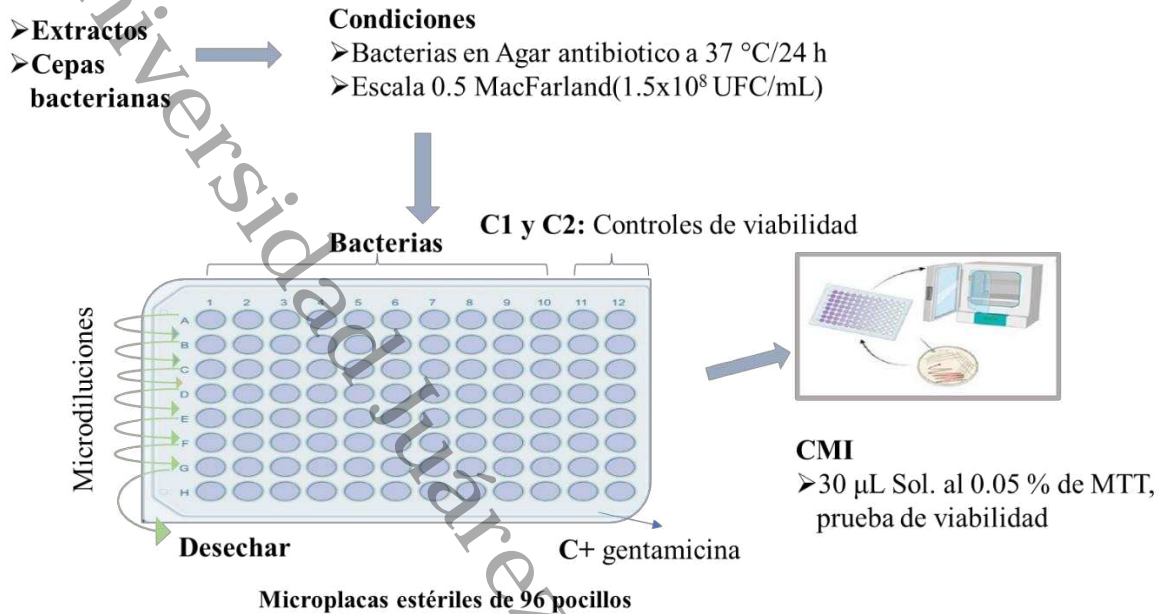 ➢Extractos
➢Cepas
bacterianas
Condiciones
➢Bacterias en Agar antibiotico a 37 °C/24 h
➢Escala 0.5 MacFarland(1.5x10⁸ UFC/mL)
C1 y C2: Controles de viabilidad
Bacterias
1 2 3 4 5 6 7 8 9 10 11 12
A
B
C
D
E
F
G
H
Microdiluciones
Desechar
C+ gentamicina
Microplacas estériles de 96 pocillos
CMI
➢30 μL Sol. al 0.05 % de MTT,
prueba de viabilidad
Universidad Juárez